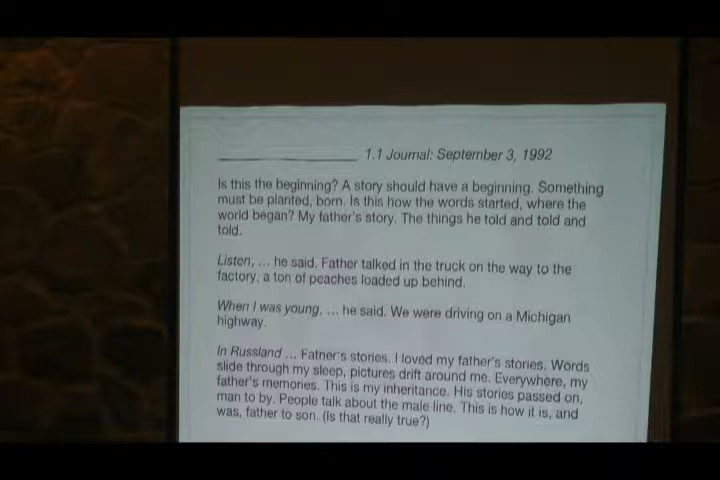 1.1 Journal: September 3, 1992
Is this the beginning? A story should have a beginning. Something
must be planted, born. Is this how the words started, where the
world began? My father's story. The things he told and told and
told.
Listen, ... he said. Father talked in the truck on the way to the
factory, a ton of peaches loaded up behind.
When I was young, ... he said. We were driving on a Michigan
highway.
In Russland ... Father's stories. I loved my father's stories. Words
slide through my sleep, pictures drift around me. Everywhere, my
father's memories. This is my inheritance. His stories passed on,
man to by. People talk about the male line. This is how it is, and
was, father to son. (Is that really true?)